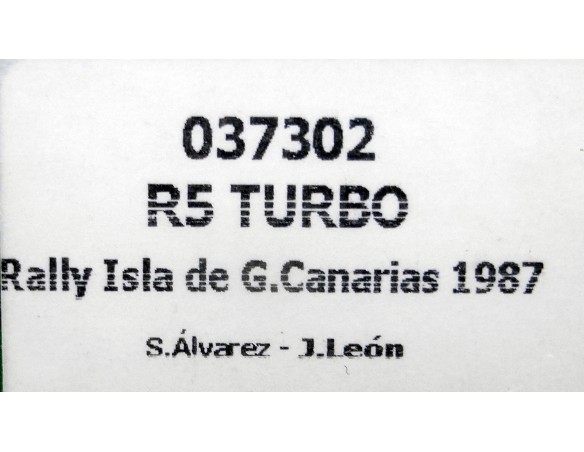 037302
R5 TURBO
Rally Isla de G.Canarias 1987
S.Álvarez - J.León